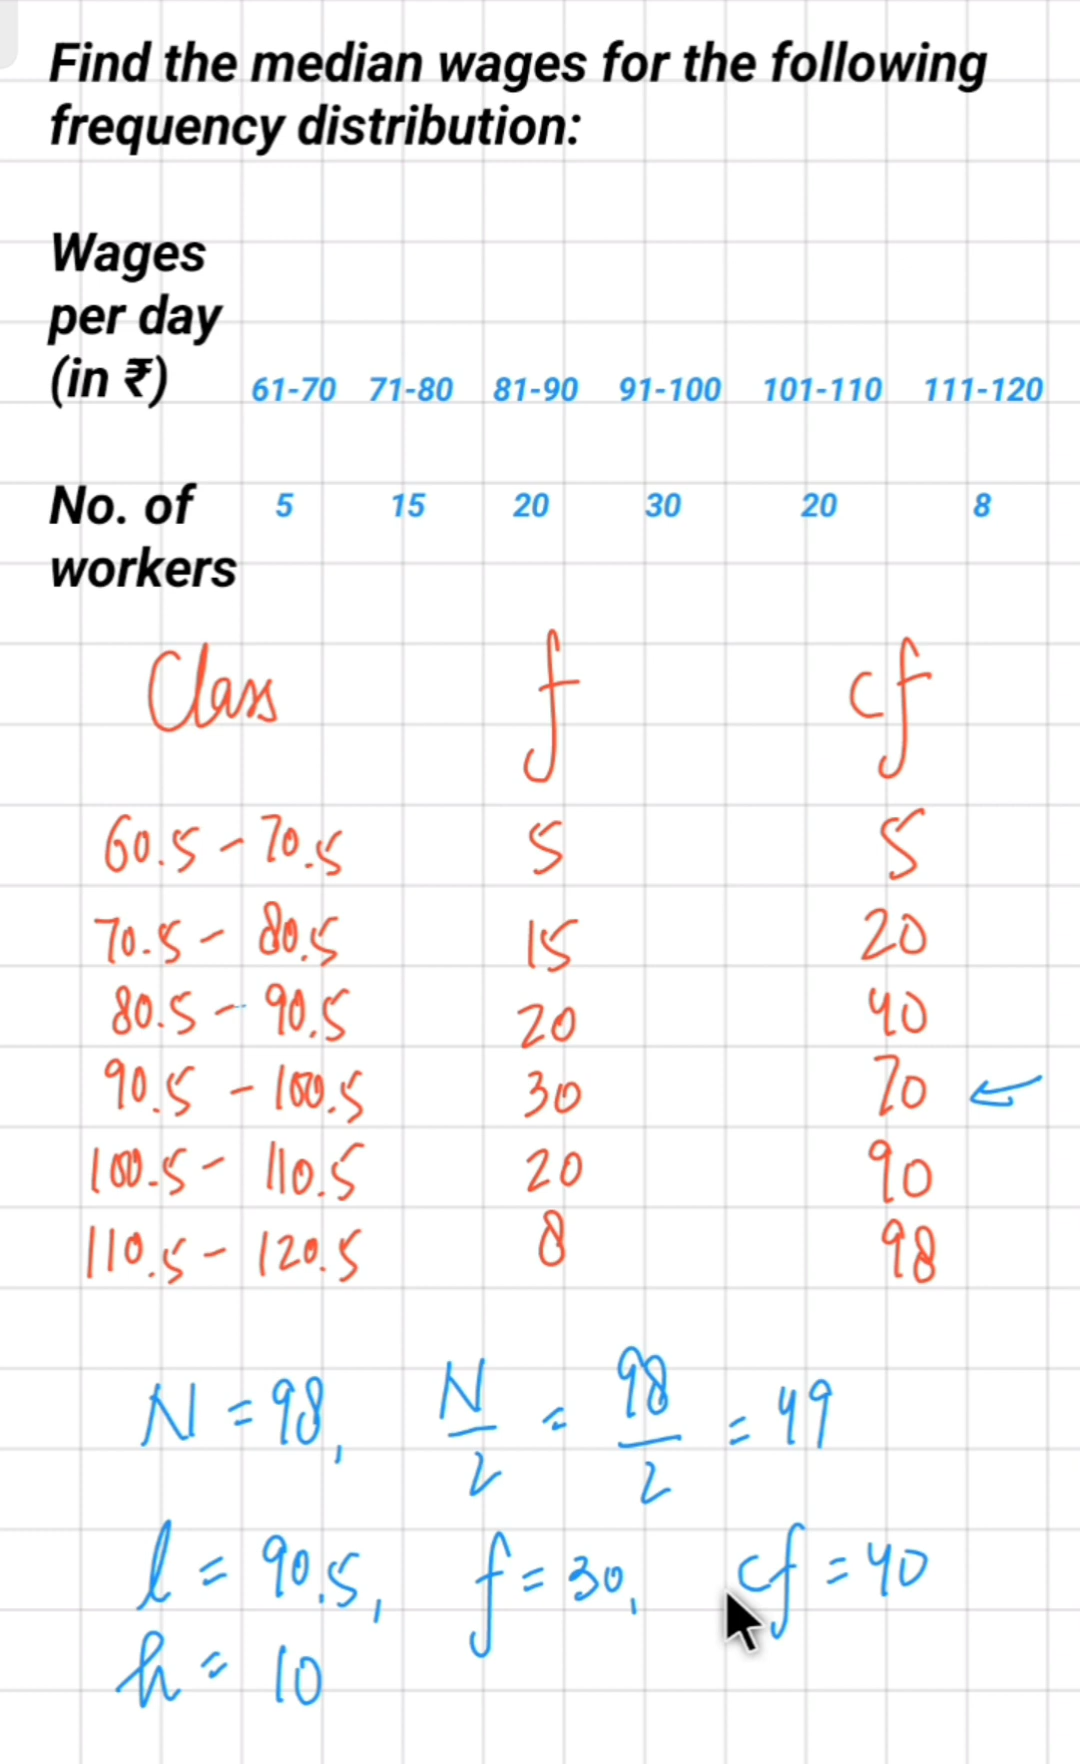 Find the median wages for the following
frequency distribution:
Wages
per day
(in ₹) 61-70 71-80 81-90 91-100 101-110 111-120
No. of 5 15 20 30 20 8
workers
Class f cf
60.5 - 70.5 5 5
70.5 - 80.5 15 20
80.5 - 90.5 20 40
90.5 - 100.5 30 70 ←
100.5 - 110.5 20 90
110.5 - 120.5 8 98
N = 98, N/2 = 98/2 = 49
l = 90.5, f = 30, cf = 40
h = 10